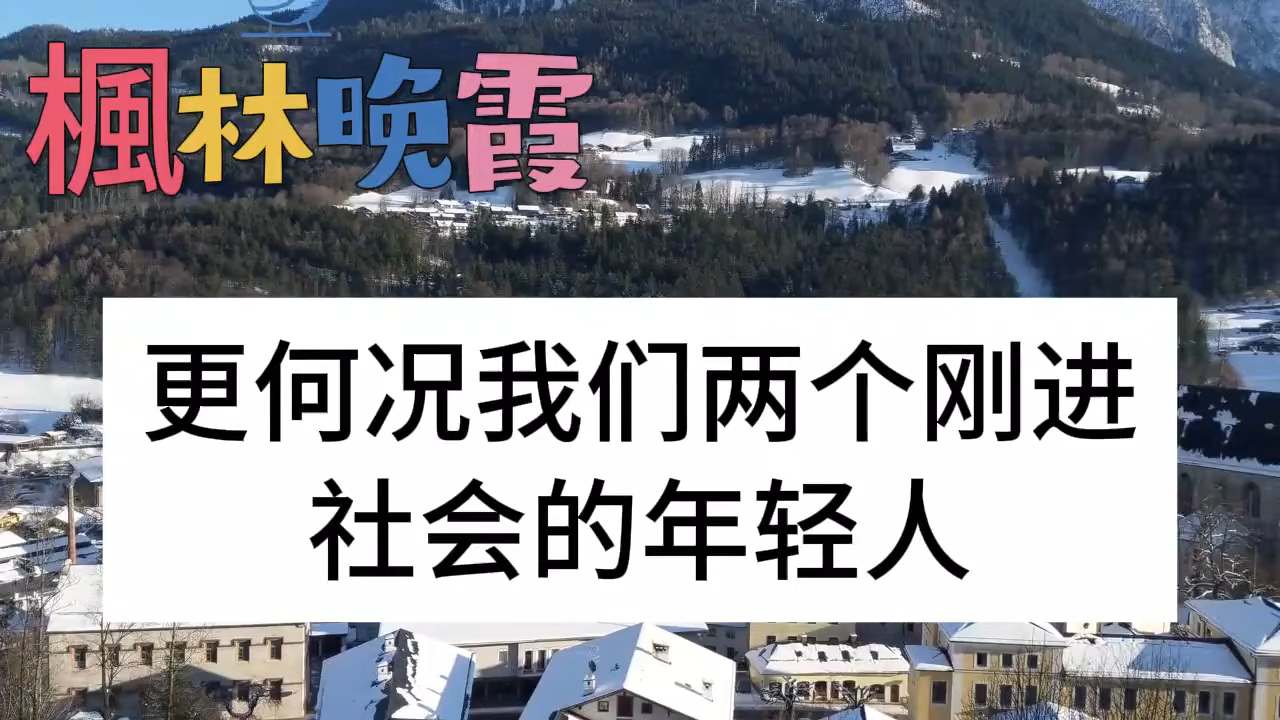 楓林晚霞
更何况我们两个刚进
社会的年轻人